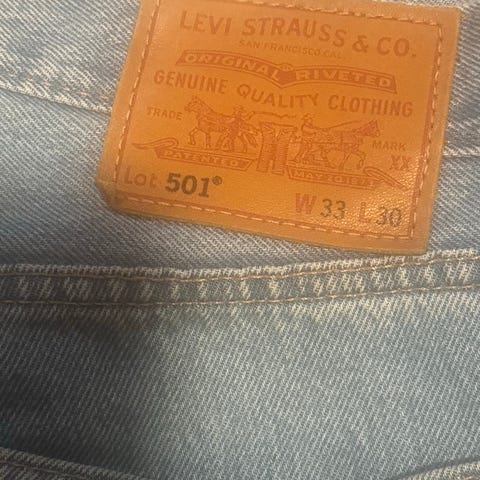 LEVI STRAUSS & CO.
SAN FRANCISCO CAL.
ORIGINAL RIVETED
GENUINE QUALITY CLOTHING
TRADE MARK
XX
PATENTED MAY 20 1873
Lot 501® W 33 L 30